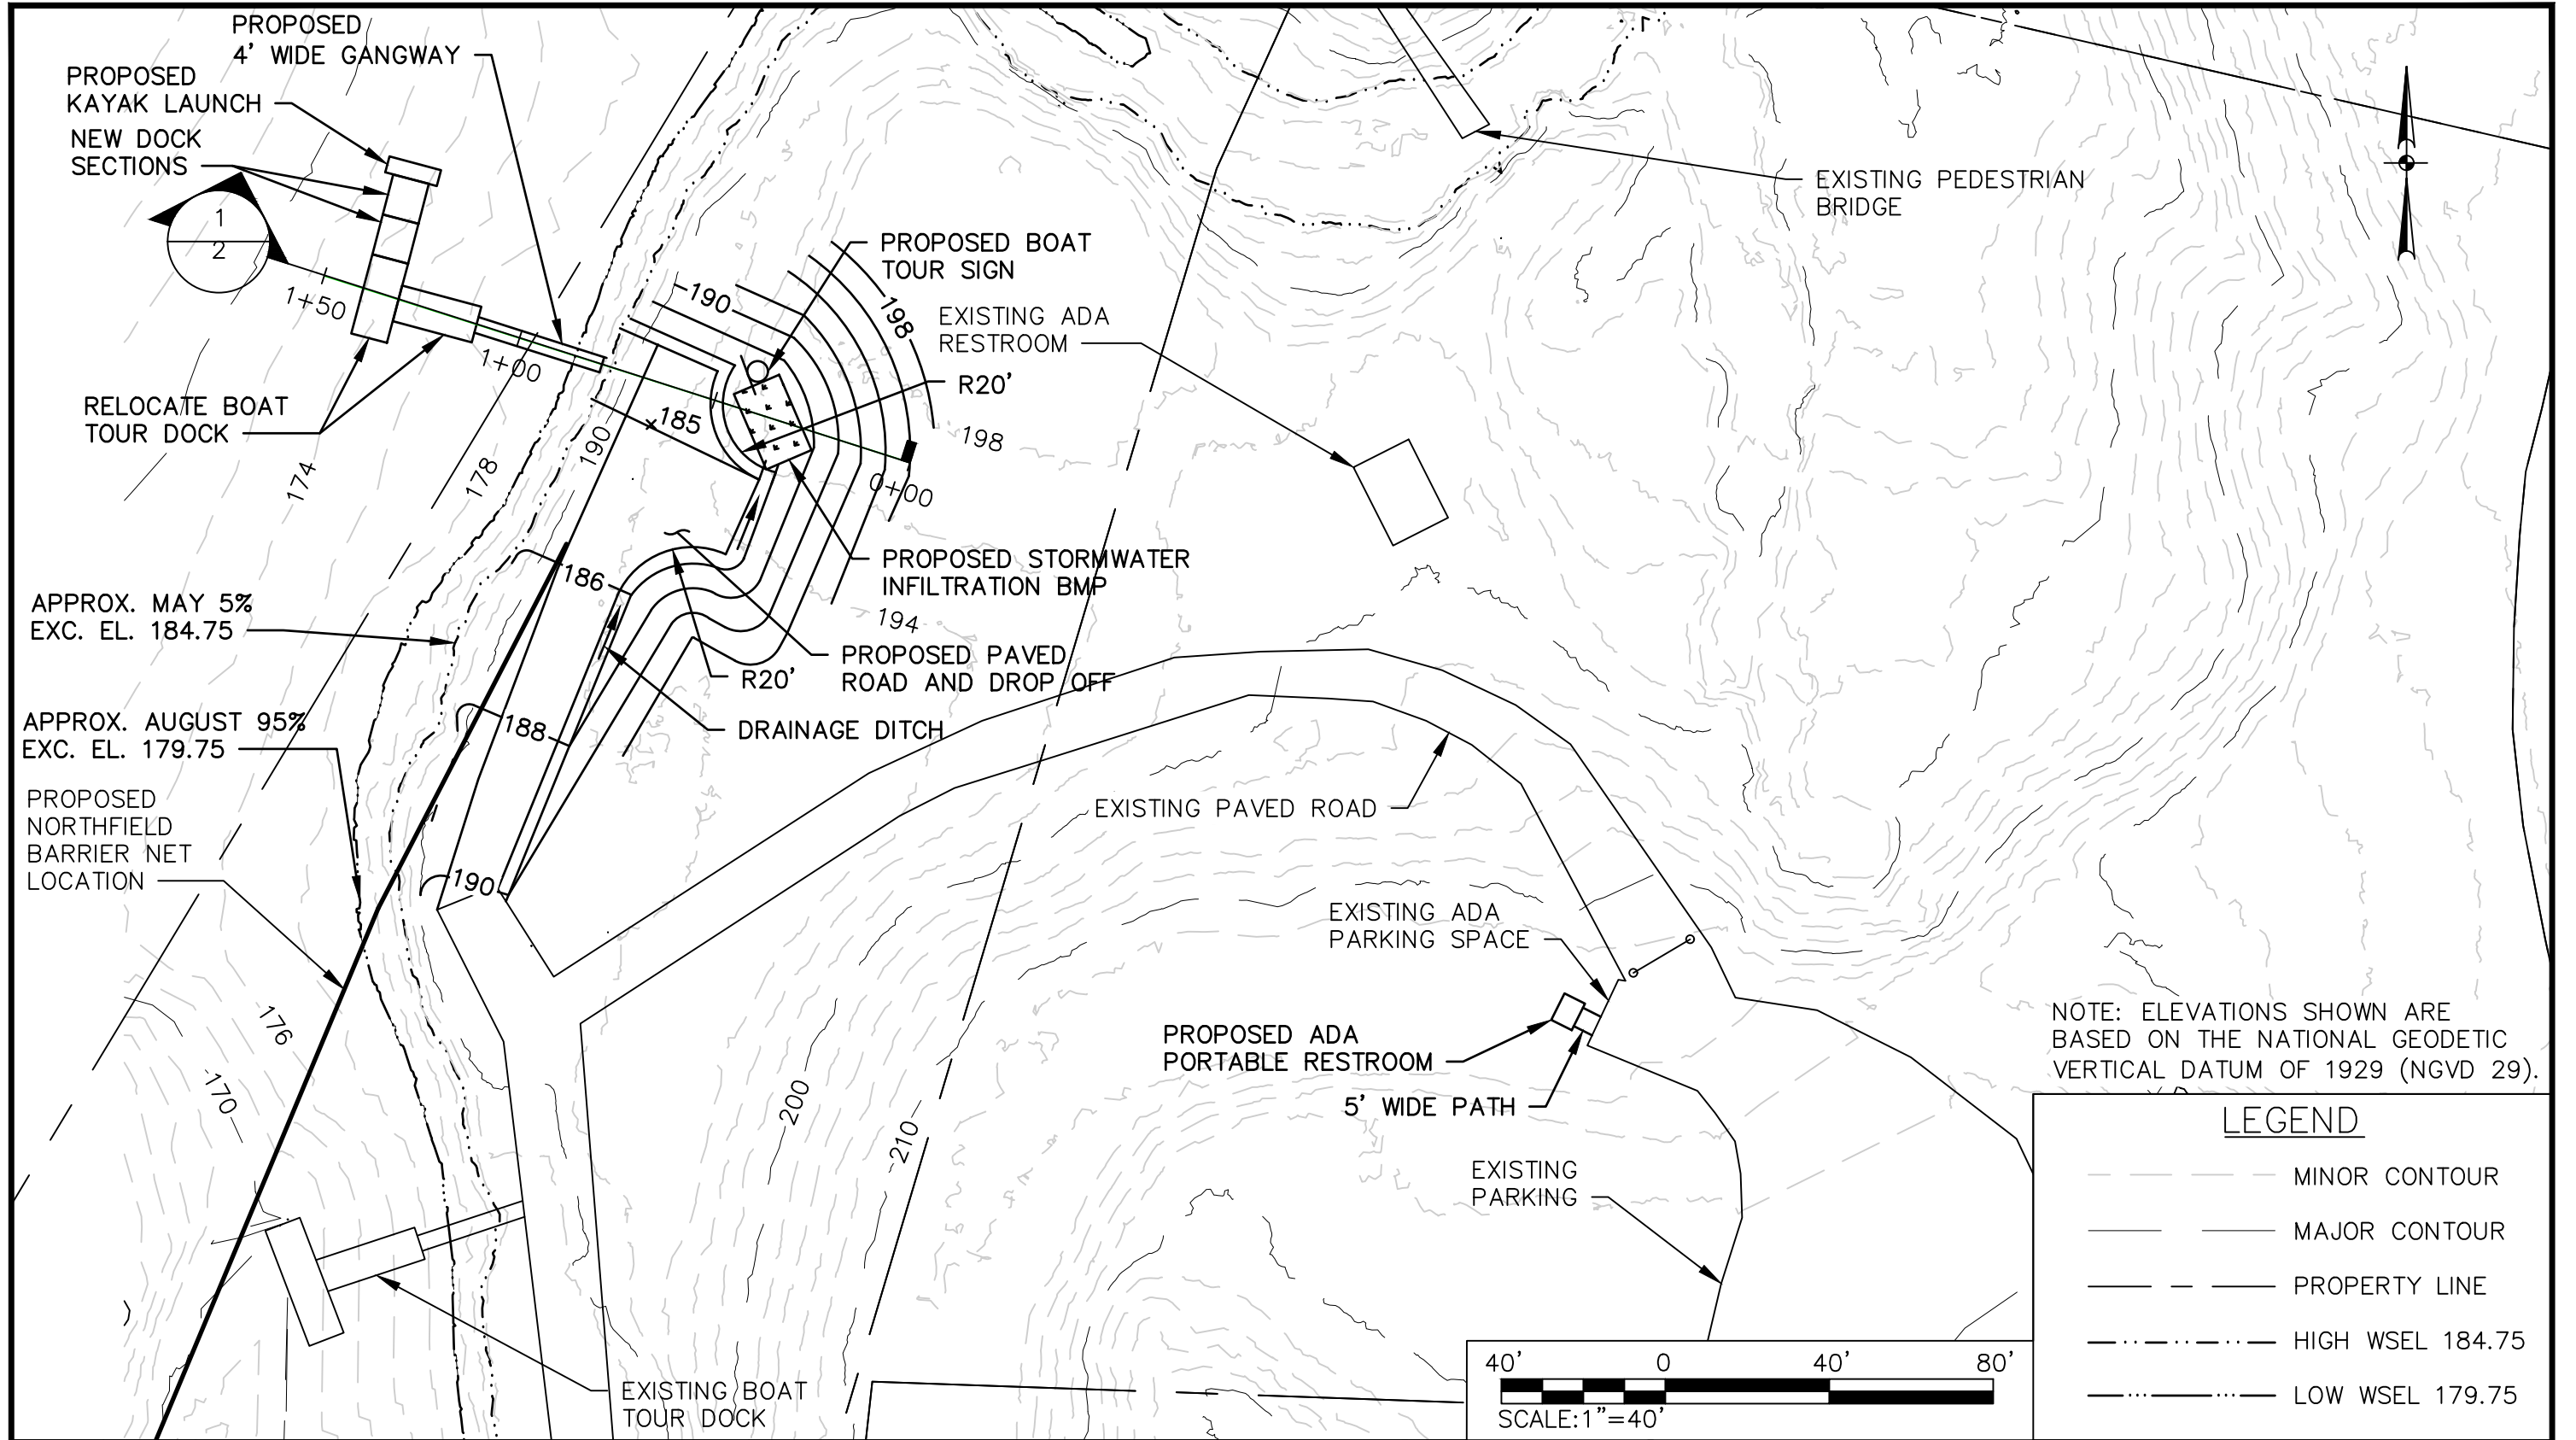 PROPOSED
4' WIDE GANGWAY
PROPOSED
KAYAK LAUNCH
NEW DOCK
SECTIONS
1
2
1+50
1+00
0+00
RELOCATE BOAT
TOUR DOCK
174
178
190
190
185
198
198
PROPOSED BOAT
TOUR SIGN
EXISTING ADA
RESTROOM
R20'
EXISTING PEDESTRIAN
BRIDGE
PROPOSED STORMWATER
INFILTRATION BMP
194
186
APPROX. MAY 5%
EXC. EL. 184.75
PROPOSED PAVED
ROAD AND DROP OFF
R20'
188
DRAINAGE DITCH
APPROX. AUGUST 95%
EXC. EL. 179.75
PROPOSED
NORTHFIELD
BARRIER NET
LOCATION
190
EXISTING PAVED ROAD
EXISTING ADA
PARKING SPACE
PROPOSED ADA
PORTABLE RESTROOM
5' WIDE PATH
EXISTING
PARKING
176
170
200
210
EXISTING BOAT
TOUR DOCK
NOTE: ELEVATIONS SHOWN ARE
BASED ON THE NATIONAL GEODETIC
VERTICAL DATUM OF 1929 (NGVD 29).
LEGEND
MINOR CONTOUR
MAJOR CONTOUR
PROPERTY LINE
HIGH WSEL 184.75
LOW WSEL 179.75
40' 0 40' 80'
SCALE:1"=40'